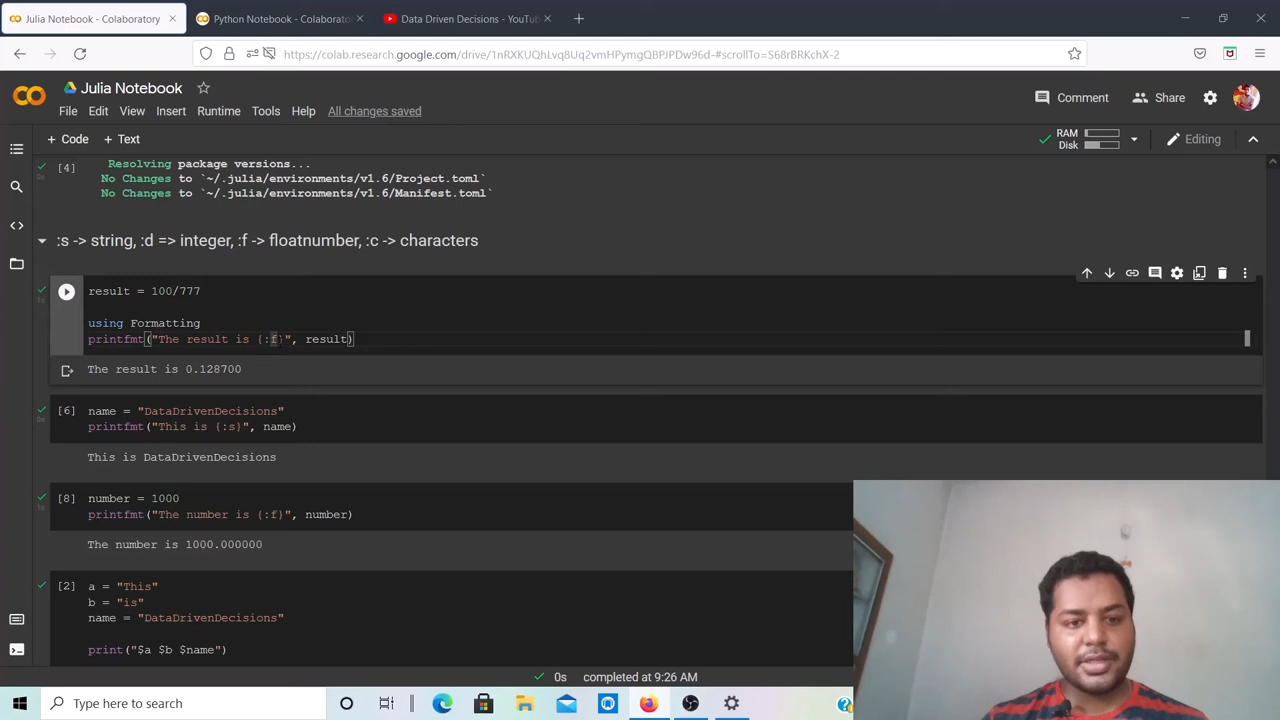 Julia Notebook - Colaboratory
Python Notebook - Colaborato
Data Driven Decisions - YouTub
https://colab.research.google.com/drive/1nRXKUQhLvq8Uq2vmHPymgQBPJPDw96d-#scrollTo=S68rBRKchX-2
Julia Notebook
File Edit View Insert Runtime Tools Help All changes saved
Comment
Share
+ Code + Text
RAM
Disk
Editing
[4]
Resolving package versions...
No Changes to `~/.julia/environments/v1.6/Project.toml`
No Changes to `~/.julia/environments/v1.6/Manifest.toml`
:s -> string, :d => integer, :f -> floatnumber, :c -> characters
result = 100/777
using Formatting
printfmt("The result is {:f}", result)
The result is 0.128700
[6] name = "DataDrivenDecisions"
printfmt("This is {:s}", name)
This is DataDrivenDecisions
[8] number = 1000
printfmt("The number is {:f}", number)
The number is 1000.000000
[2] a = "This"
b = "is"
name = "DataDrivenDecisions"
print("$a $b $name")
0s completed at 9:26 AM
Type here to search